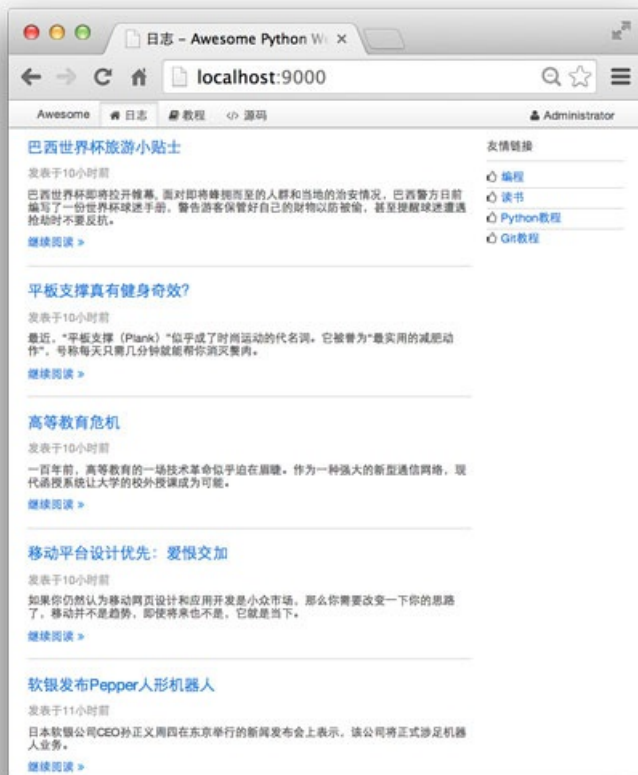 日志 – Awesome Python W
localhost:9000
Awesome 日志 教程 源码 Administrator
巴西世界杯旅游小贴士
发表于10小时前
巴西世界杯即将拉开帷幕, 面对即将蜂拥而至的人群和当地的治安情况，巴西警方日前
编写了一份世界杯球迷手册，警告游客保管好自己的财物以防被偷，甚至提醒球迷遭遇
抢劫时不要反抗。
继续阅读 »
平板支撑真有健身奇效?
发表于10小时前
最近，“平板支撑（Plank）”似乎成了时尚运动的代名词。它被誉为“最实用的减肥动
作”，号称每天只需几分钟就能帮你消灭赘肉。
继续阅读 »
高等教育危机
发表于10小时前
一百年前，高等教育的一场技术革命似乎迫在眉睫。作为一种强大的新型通信网络，现
代函授系统让大学的校外授课成为可能。
继续阅读 »
移动平台设计优先：爱恨交加
发表于10小时前
如果你仍然认为移动网页设计和应用开发是小众市场，那么你需要改变一下你的思路
了，移动并不是趋势，即使将来也不是，它就是当下。
继续阅读 »
软银发布Pepper人形机器人
发表于11小时前
日本软银公司CEO孙正义周四在东京举行的新闻发布会上表示，该公司将正式涉足机器
人业务。
继续阅读 »
友情链接
编程
读书
Python教程
Git教程